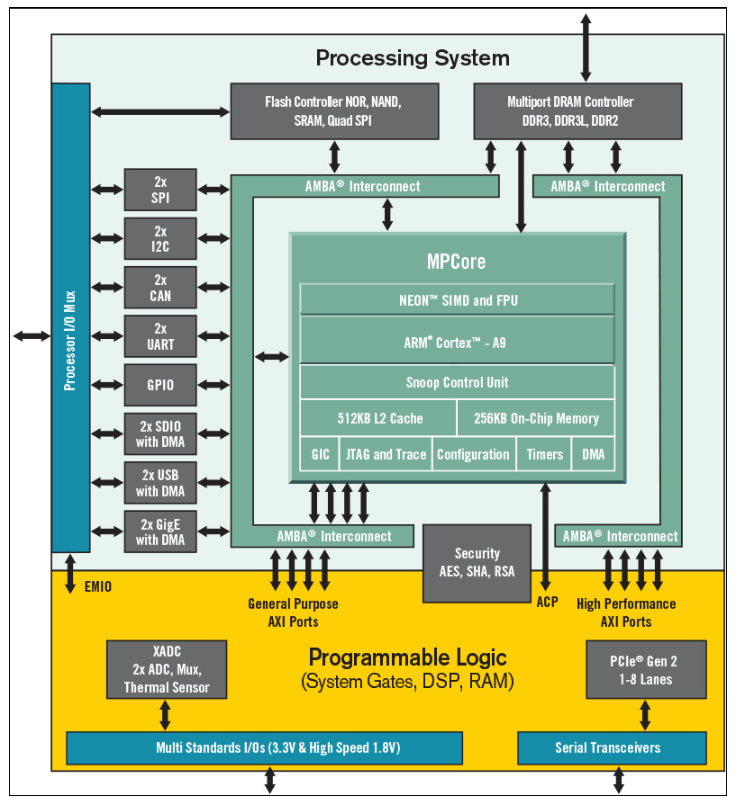 Processing System
Flash Controller NOR, NAND,
SRAM, Quad SPI
Multiport DRAM Controller
DDR3, DDR3L, DDR2
AMBA® Interconnect
AMBA® Interconnect
2x
SPI
2x
I2C
2x
CAN
2x
UART
GPIO
2x SDIO
with DMA
2x USB
with DMA
2x GigE
with DMA
Processor I/O Mux
MPCore
NEON™ SIMD and FPU
ARM® Cortex™ - A9
Snoop Control Unit
512KB L2 Cache
256KB On-Chip Memory
GIC
JTAG and Trace
Configuration
Timers
DMA
AMBA® Interconnect
AMBA® Interconnect
Security
AES, SHA, RSA
EMIO
General Purpose
AXI Ports
ACP
High Performance
AXI Ports
XADC
2x ADC, Mux,
Thermal Sensor
Programmable Logic
(System Gates, DSP, RAM)
PCIe® Gen 2
1-8 Lanes
Multi Standards I/Os (3.3V & High Speed 1.8V)
Serial Transceivers